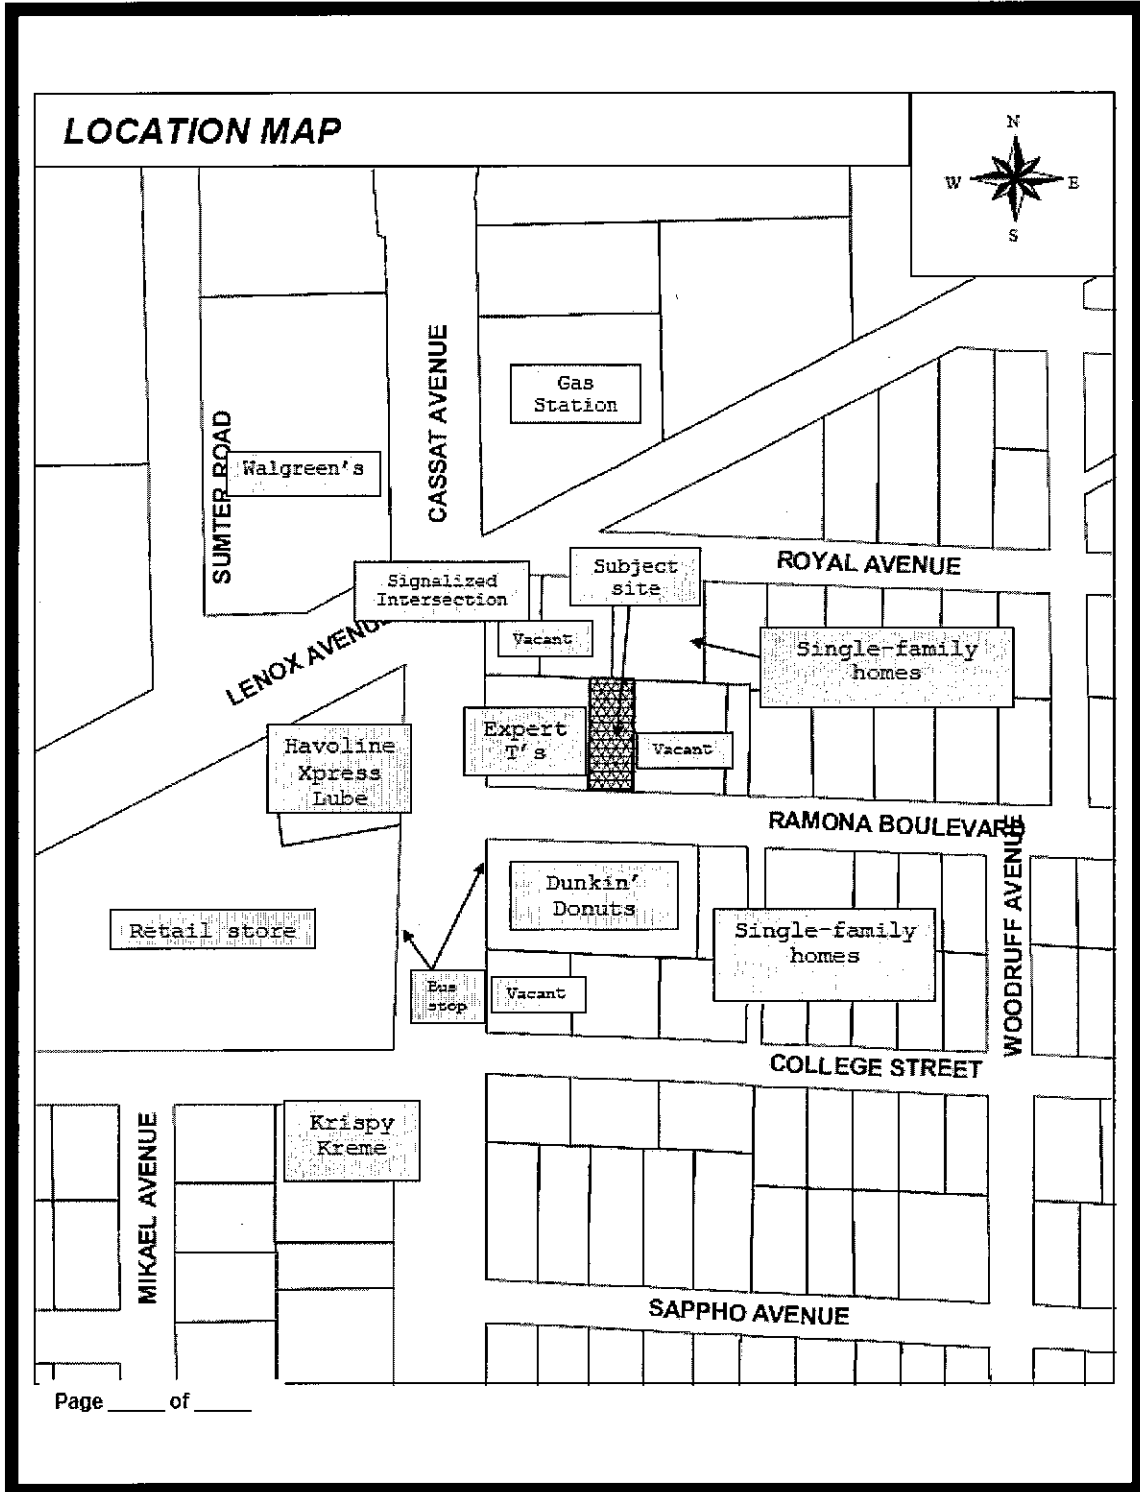 LOCATION MAP
N
W E
S
Gas
Station
CASSAT AVENUE
SUMTER ROAD
Walgreen's
ROYAL AVENUE
Subject
site
Signalized
Intersection
Vacant
LENOX AVENUE
Single-family
homes
Expert
T's
Vacant
Havoline
Xpress
Lube
RAMONA BOULEVARD
WOODRUFF AVENUE
Dunkin'
Donuts
Retail store
Single-family
homes
Bus
stop
Vacant
COLLEGE STREET
Krispy
Kreme
MIKAEL AVENUE
SAPPHO AVENUE
Page _____ of _____